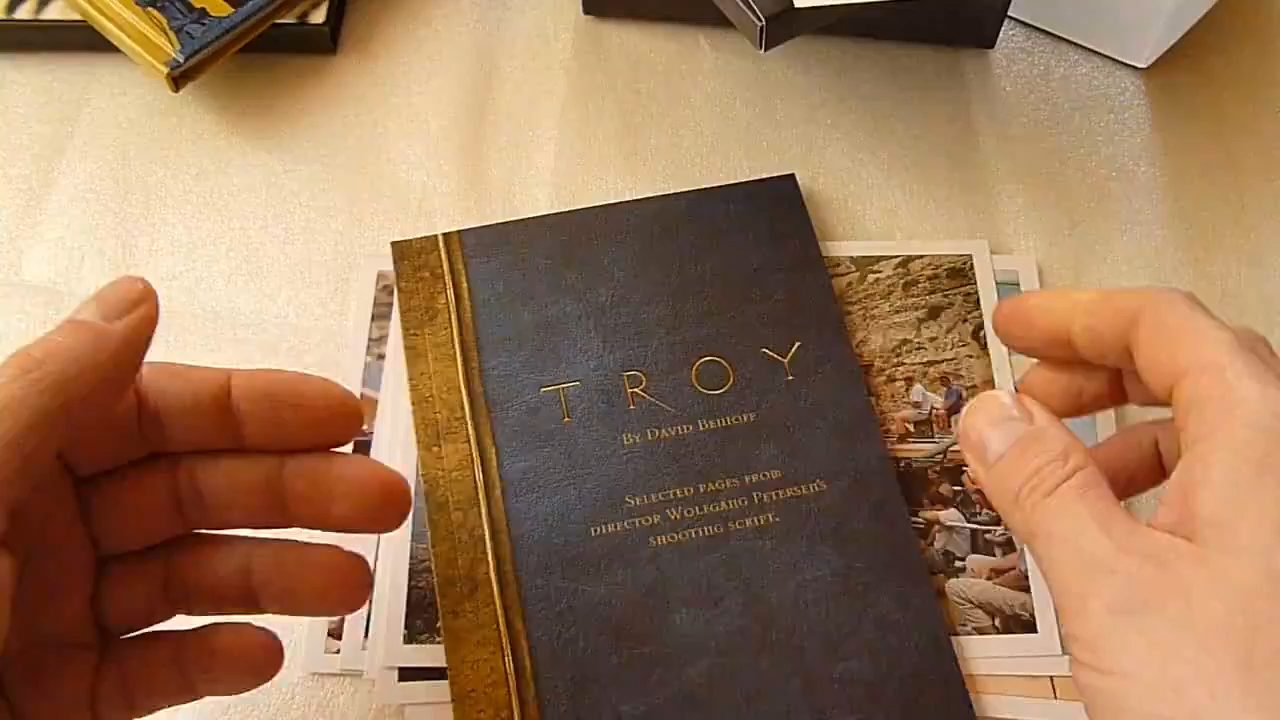 TROY
BY DAVID BENIOFF
SELECTED PAGES FROM
DIRECTOR WOLFGANG PETERSEN'S
SHOOTING SCRIPT.